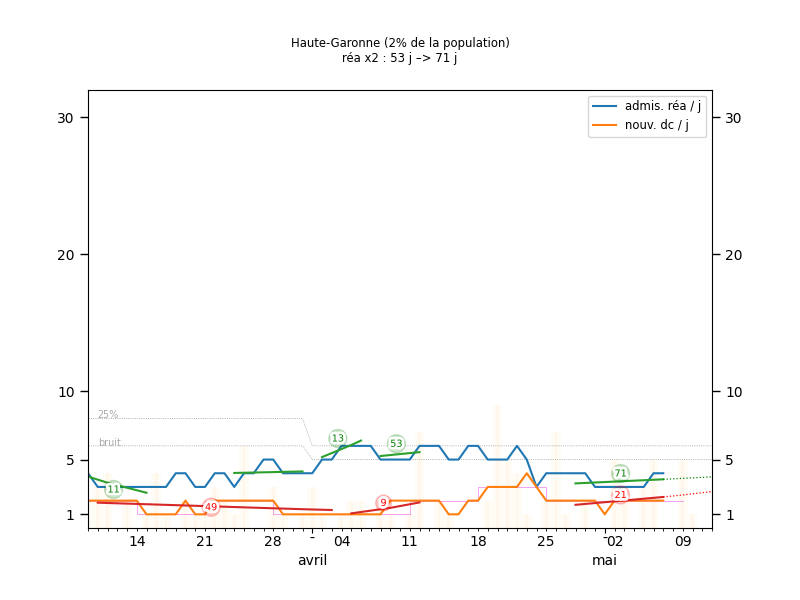 Haute-Garonne (2% de la population)
réa x2 : 53 j –> 71 j
admis. réa / j
nouv. dc / j
30 30
20 20
10 10
25%
bruit
5 5
13 53 71
11 49 9 21
1 1
14 21 28 - 04 11 18 25 -02 09
avril mai